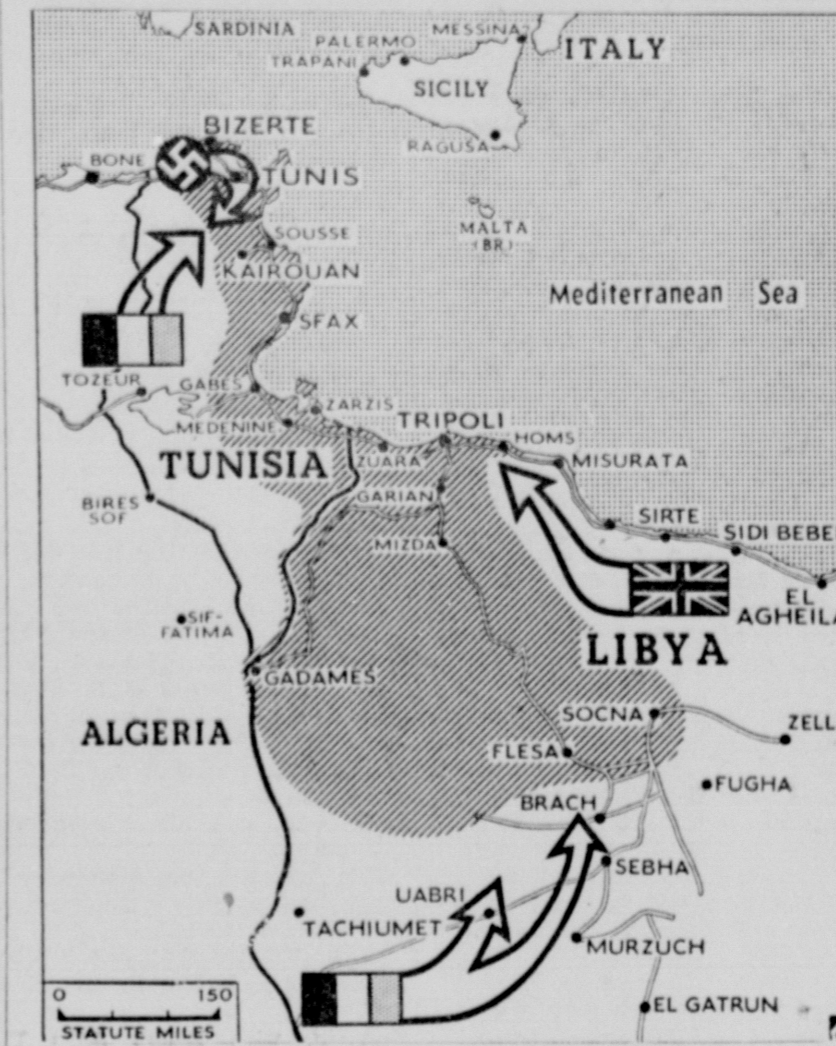 SARDINIA
MESSINA
ITALY
PALERMO
TRAPANI
SICILY
RAGUSA
BIZERTE
BONE
TUNIS
MALTA
(BR)
SOUSSE
KAIROUAN
Mediterranean Sea
SFAX
TOZEUR
GABES
ZARZIS
MEDENINE
TRIPOLI
HOMS
ZUARA
MISURATA
TUNISIA
GARIAN
BIRES
SOF
SIRTE
SIDI BEBE
MIZDA
EL
AGHEILA
SIF-
FATIMA
LIBYA
GADAMES
ALGERIA
SOCNA
ZELL
FLESA
FUGHA
BRACH
SEBHA
UABRI
TACHIUMET
MURZUCH
EL GATRUN
0 150
STATUTE MILES